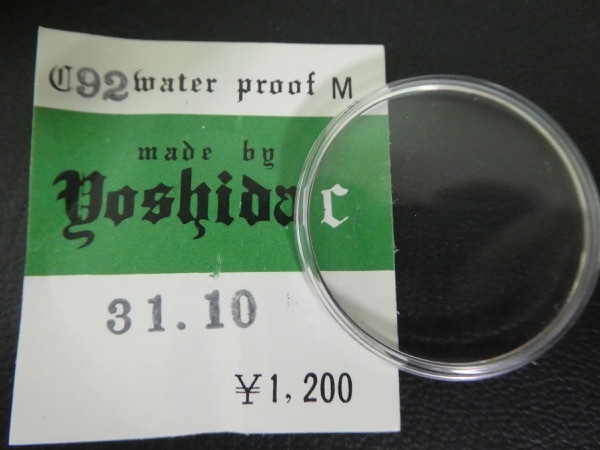 C92 water proof M
made by
Yoshida C
31.10
¥1,200